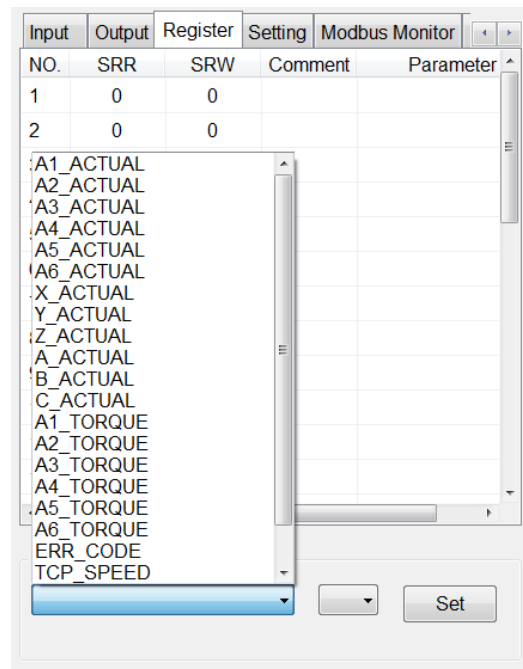 Input Output Register Setting Modbus Monitor
NO. SRR SRW Comment Parameter
1 0 0
2 0 0
A1_ACTUAL
A2_ACTUAL
A3_ACTUAL
A4_ACTUAL
A5_ACTUAL
A6_ACTUAL
X_ACTUAL
Y_ACTUAL
Z_ACTUAL
A_ACTUAL
B_ACTUAL
C_ACTUAL
A1_TORQUE
A2_TORQUE
A3_TORQUE
A4_TORQUE
A5_TORQUE
A6_TORQUE
ERR_CODE
TCP_SPEED
Set